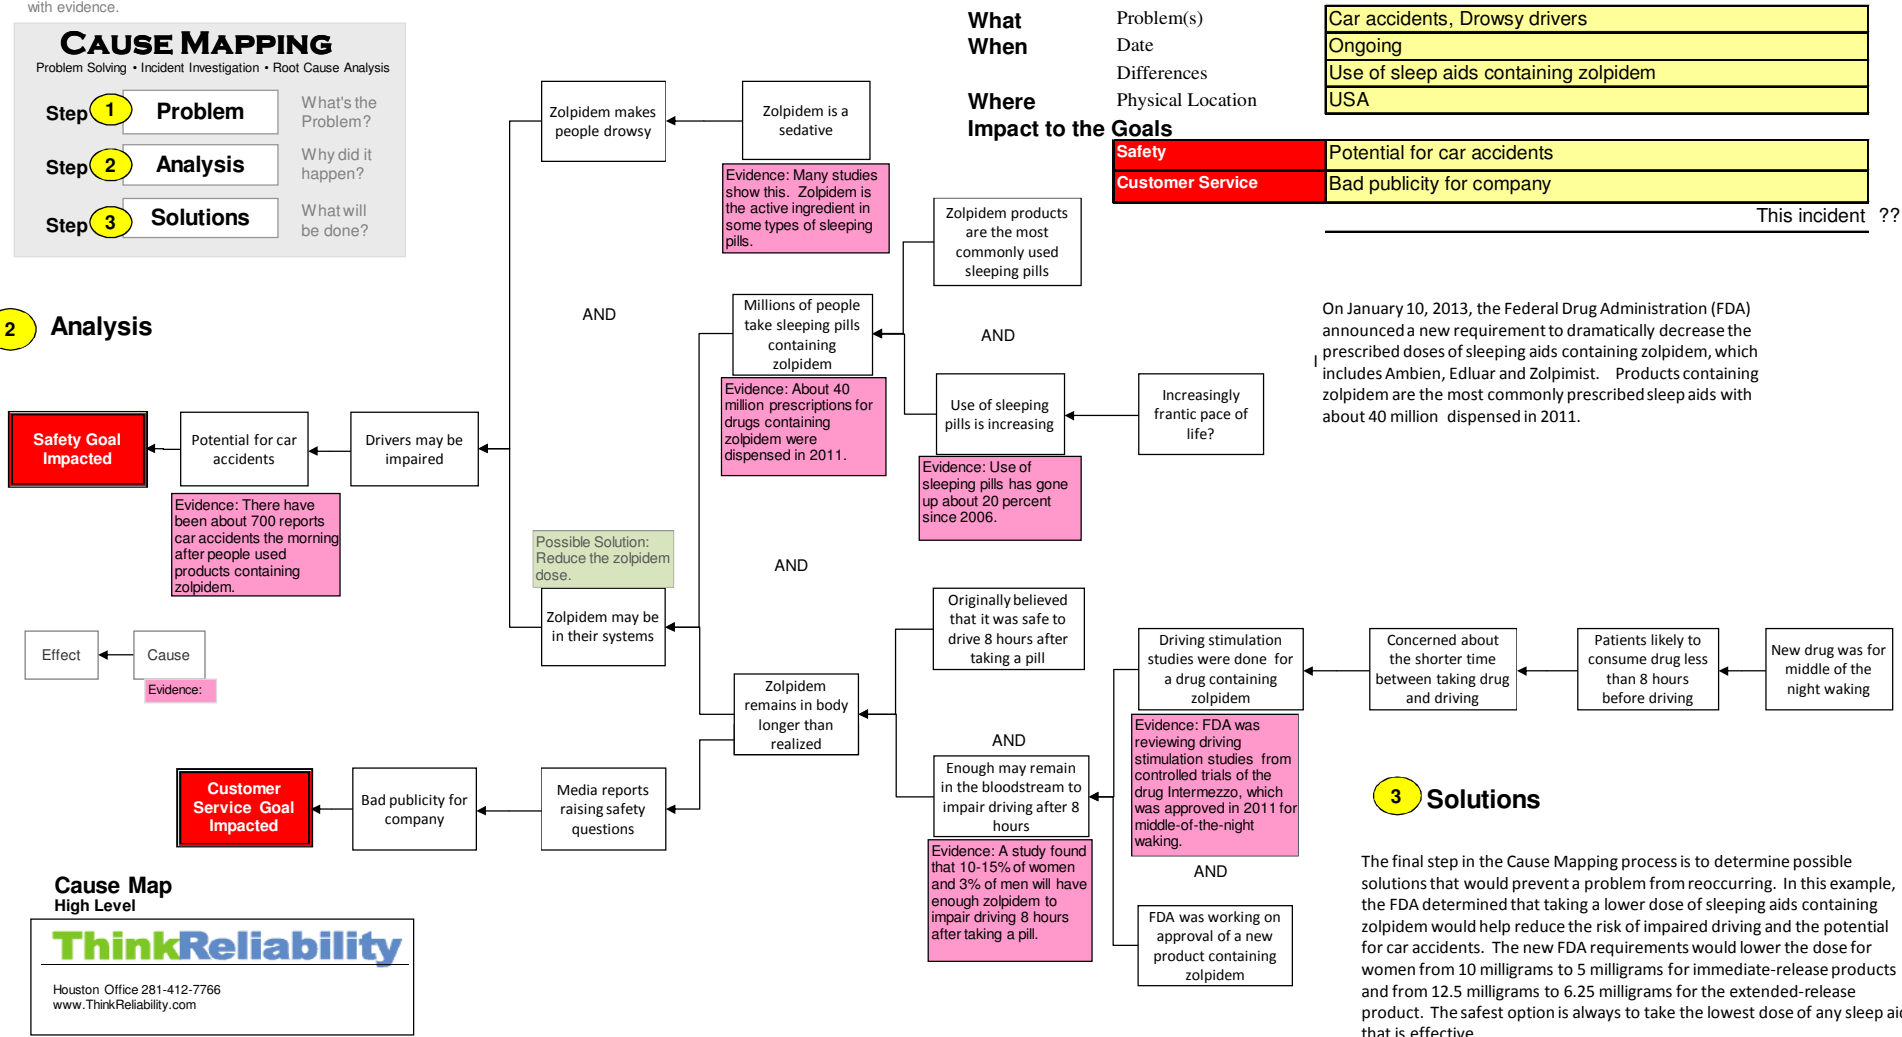 with evidence.
CAUSE MAPPING
Problem Solving • Incident Investigation • Root Cause Analysis
Step 1 Problem
What's the
Problem?
Step 2 Analysis
Why did it
happen?
Step 3 Solutions
What will
be done?
What Problem(s) Car accidents, Drowsy drivers
When Date Ongoing
Differences Use of sleep aids containing zolpidem
Where Physical Location USA
Impact to the Goals
Safety Potential for car accidents
Customer Service Bad publicity for company
This incident ??
2 Analysis
Safety Goal
Impacted
Potential for car
accidents
Evidence: There have
been about 700 reports
car accidents the morning
after people used
products containing
zolpidem.
Drivers may be
impaired
Zolpidem makes
people drowsy
Zolpidem is a
sedative
Evidence: Many studies
show this. Zolpidem is
the active ingredient in
some types of sleeping
pills.
AND
Possible Solution:
Reduce the zolpidem
dose.
Zolpidem may be
in their systems
Millions of people
take sleeping pills
containing
zolpidem
Evidence: About 40
million prescriptions for
drugs containing
zolpidem were
dispensed in 2011.
AND
Zolpidem products
are the most
commonly used
sleeping pills
AND
Use of sleeping
pills is increasing
Evidence: Use of
sleeping pills has gone
up about 20 percent
since 2006.
Increasingly
frantic pace of
life?
On January 10, 2013, the Federal Drug Administration (FDA)
announced a new requirement to dramatically decrease the
prescribed doses of sleeping aids containing zolpidem, which
includes Ambien, Edluar and Zolpimist. Products containing
zolpidem are the most commonly prescribed sleep aids with
about 40 million dispensed in 2011.
Effect
Cause
Evidence:
Zolpidem
remains in body
longer than
realized
Originally believed
that it was safe to
drive 8 hours after
taking a pill
AND
Enough may remain
in the bloodstream to
impair driving after 8
hours
Evidence: A study found
that 10-15% of women
and 3% of men will have
enough zolpidem to
impair driving 8 hours
after taking a pill.
Driving stimulation
studies were done for
a drug containing
zolpidem
Evidence: FDA was
reviewing driving
stimulation studies from
controlled trials of the
drug Intermezzo, which
was approved in 2011 for
middle-of-the-night
waking.
AND
FDA was working on
approval of a new
product containing
zolpidem
Concerned about
the shorter time
between taking drug
and driving
Patients likely to
consume drug less
than 8 hours
before driving
New drug was for
middle of the
night waking
Customer
Service Goal
Impacted
Bad publicity for
company
Media reports
raising safety
questions
Cause Map
High Level
ThinkReliability
Houston Office 281-412-7766
www.ThinkReliability.com
3 Solutions
The final step in the Cause Mapping process is to determine possible
solutions that would prevent a problem from reoccurring. In this example,
the FDA determined that taking a lower dose of sleeping aids containing
zolpidem would help reduce the risk of impaired driving and the potential
for car accidents. The new FDA requirements would lower the dose for
women from 10 milligrams to 5 milligrams for immediate-release products
and from 12.5 milligrams to 6.25 milligrams for the extended-release
product. The safest option is always to take the lowest dose of any sleep aid
that is effective